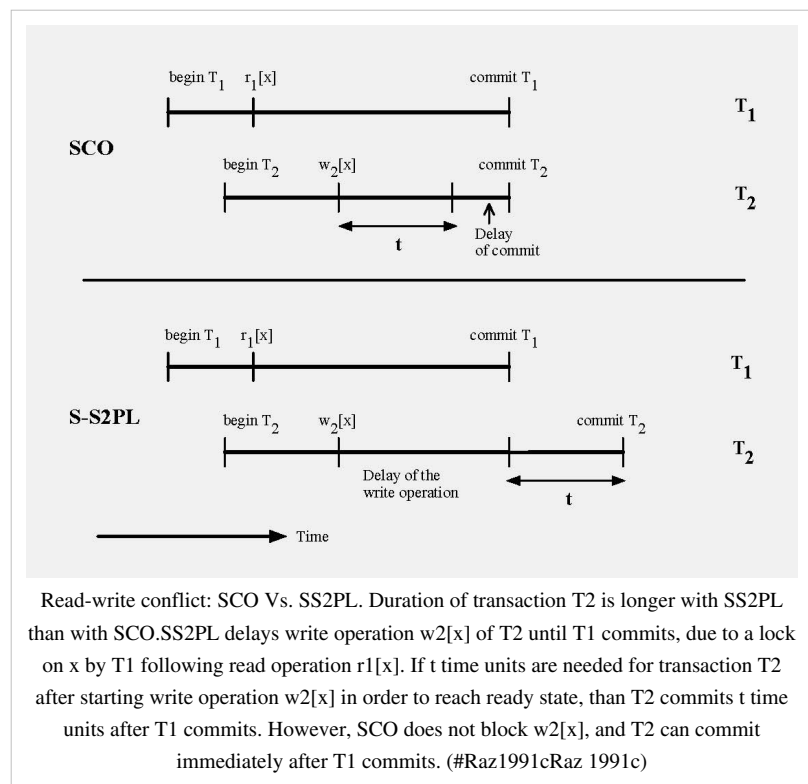 begin T1 r1[x] commit T1
T1
SCO
begin T2 w2[x] commit T2
T2
t
Delay
of commit
begin T1 r1[x] commit T1
T1
S-S2PL
begin T2 w2[x] commit T2
T2
Delay of the
write operation
t
Time
Read-write conflict: SCO Vs. SS2PL. Duration of transaction T2 is longer with SS2PL
than with SCO.SS2PL delays write operation w2[x] of T2 until T1 commits, due to a lock
on x by T1 following read operation r1[x]. If t time units are needed for transaction T2
after starting write operation w2[x] in order to reach ready state, than T2 commits t time
units after T1 commits. However, SCO does not block w2[x], and T2 can commit
immediately after T1 commits. (#Raz1991cRaz 1991c)